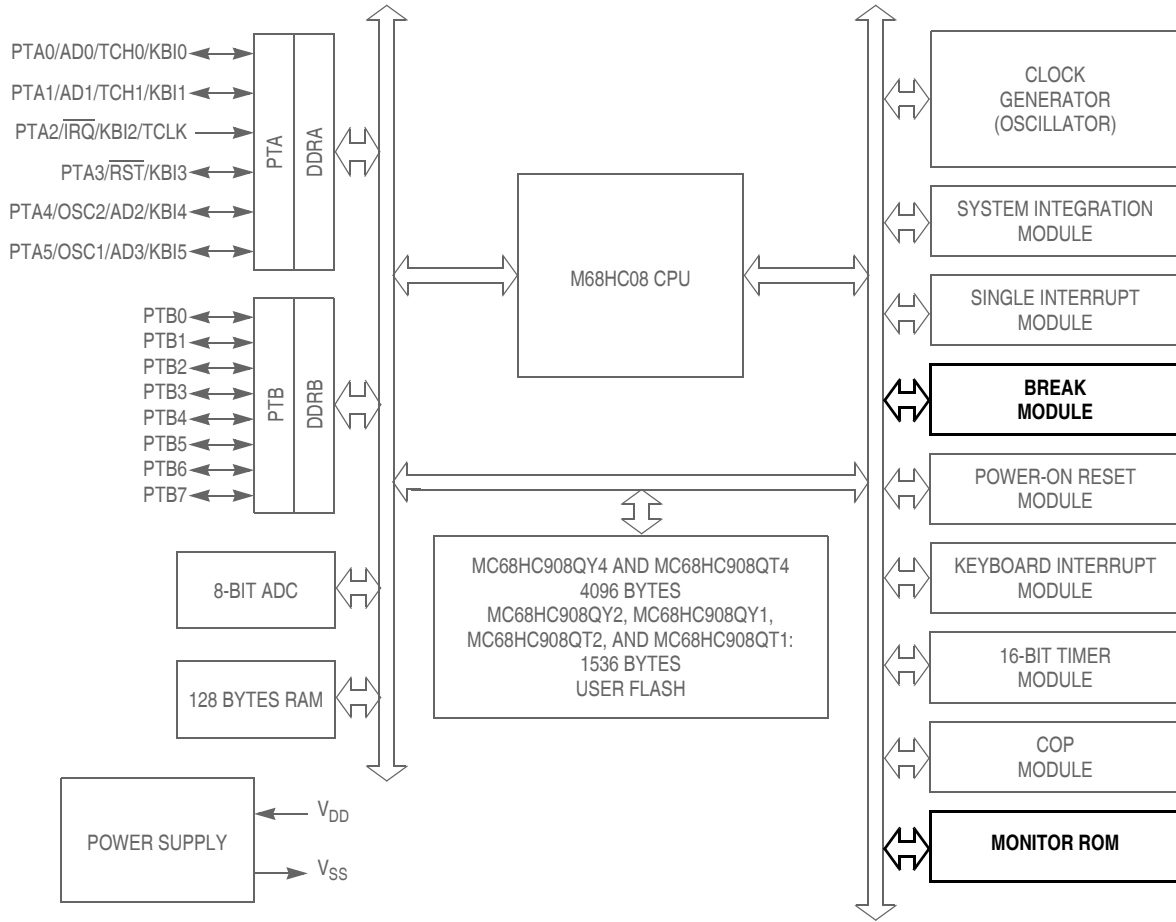 PTA0/AD0/TCH0/KBI0
PTA1/AD1/TCH1/KBI1
PTA2/IRQ/KBI2/TCLK
PTA3/RST/KBI3
PTA4/OSC2/AD2/KBI4
PTA5/OSC1/AD3/KBI5
PTA
DDRA
PTB0
PTB1
PTB2
PTB3
PTB4
PTB5
PTB6
PTB7
PTB
DDRB
8-BIT ADC
128 BYTES RAM
POWER SUPPLY
VDD
VSS
M68HC08 CPU
MC68HC908QY4 AND MC68HC908QT4
4096 BYTES
MC68HC908QY2, MC68HC908QY1,
MC68HC908QT2, AND MC68HC908QT1:
1536 BYTES
USER FLASH
CLOCK
GENERATOR
(OSCILLATOR)
SYSTEM INTEGRATION
MODULE
SINGLE INTERRUPT
MODULE
BREAK
MODULE
POWER-ON RESET
MODULE
KEYBOARD INTERRUPT
MODULE
16-BIT TIMER
MODULE
COP
MODULE
MONITOR ROM